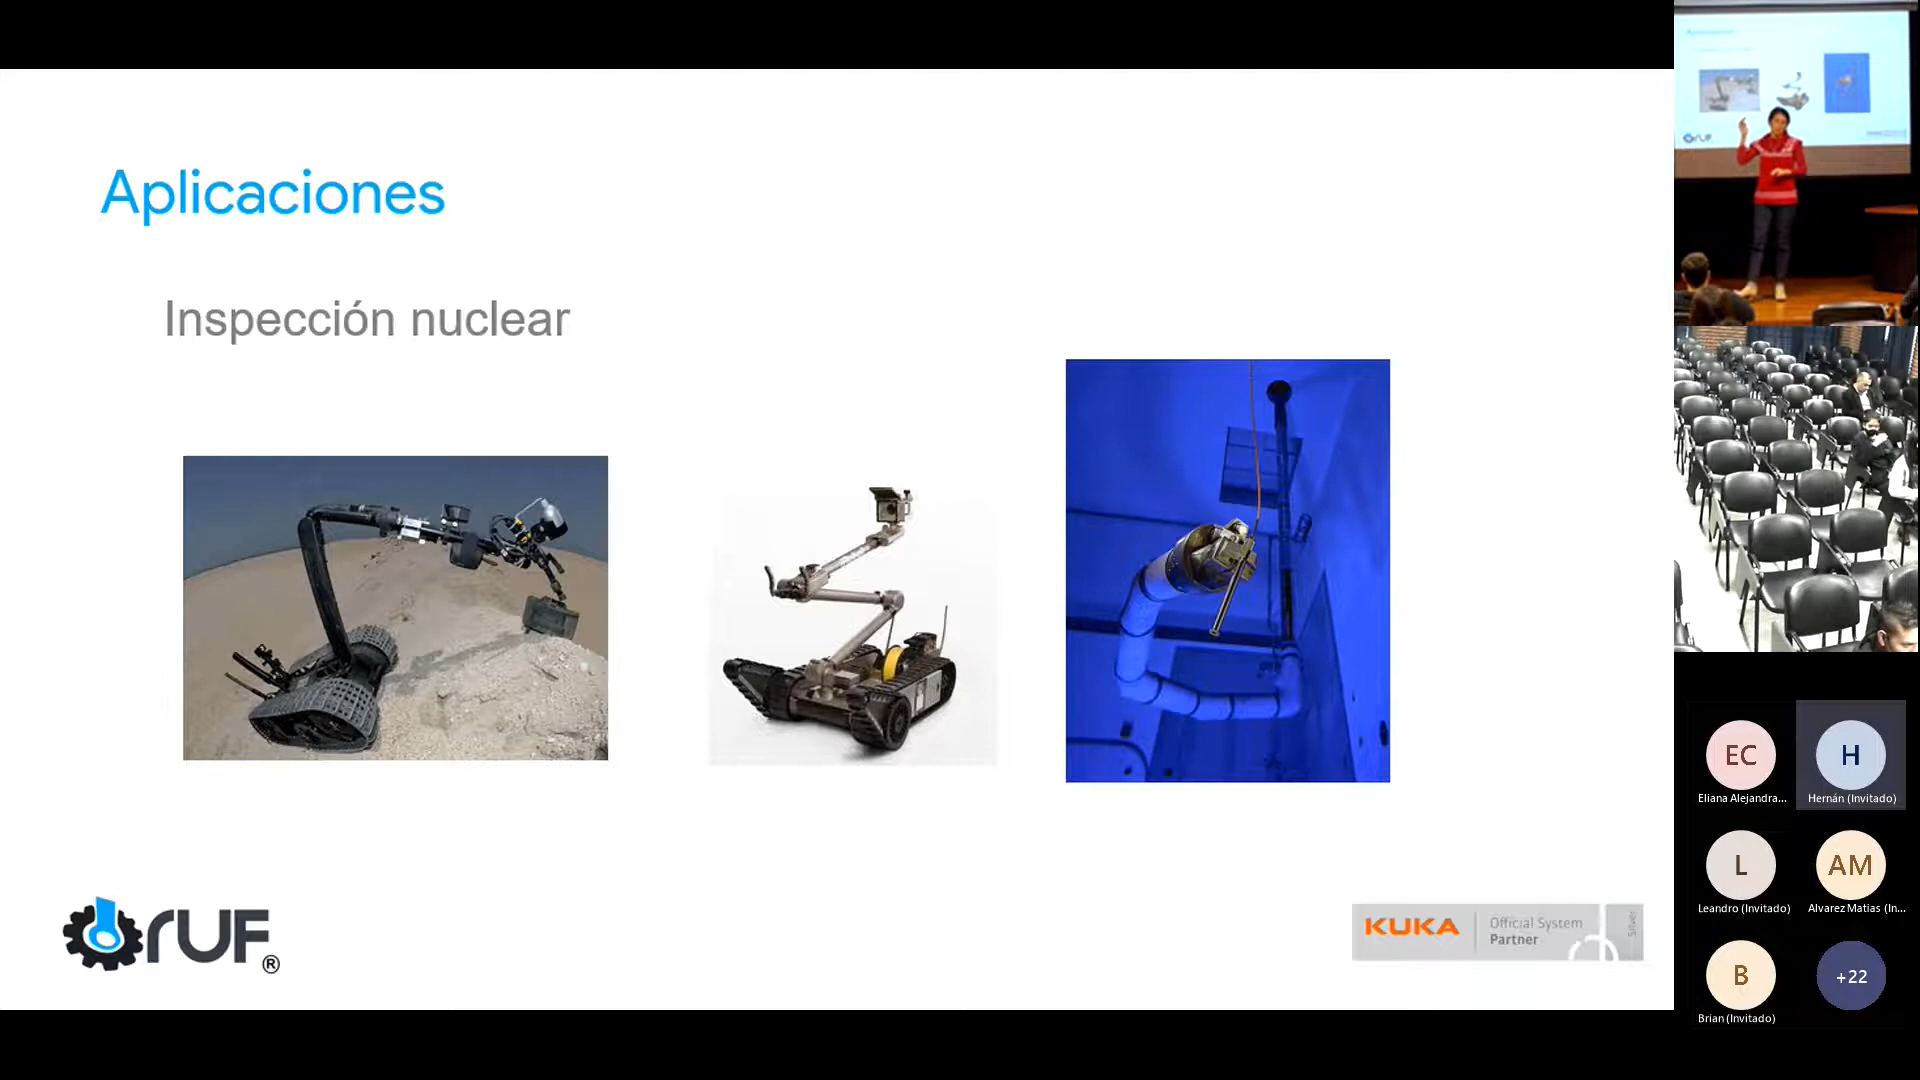 Aplicaciones
Inspección nuclear
ruf®
KUKA
Official System
Partner
Silver
EC
Eliana Alejandra...
H
Hernán (Invitado)
L
Leandro (Invitado)
AM
Alvarez Matias (In...
B
Brian (Invitado)
+22